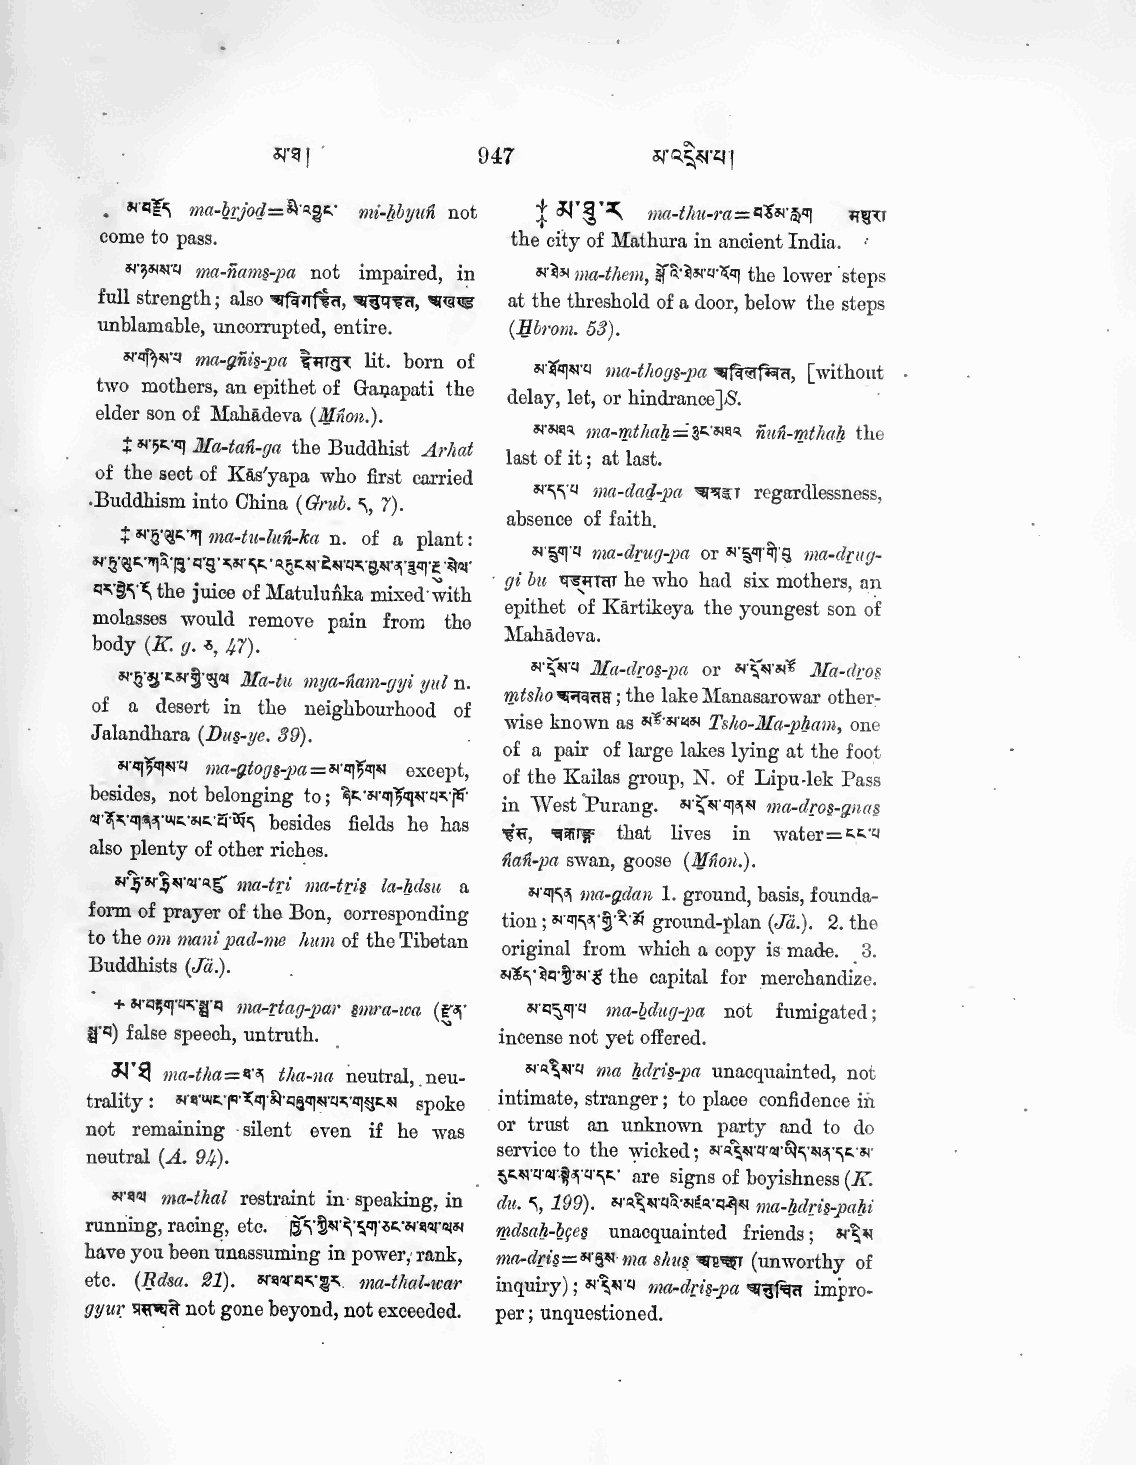 མ་ཐ།
947
མ་འདྲིས་པ།
མ་བརྗོད ma-brjod=མི་འབྱུང་ mi-hbyuñ not
come to pass.
མ་ཉམས་པ ma-ñams-pa not impaired, in
full strength; also अविगर्हित, अनुपहत, अखण्ड
unblamable, uncorrupted, entire.
མ་གཉིས་པ ma-gñis-pa द्वैमातुर lit. born of
two mothers, an epithet of Gaṇapati the
elder son of Mahādeva (Mñon.).
‡ མ་ཏང་ག Ma-tañ-ga the Buddhist Arhat
of the sect of Kās'yapa who first carried
Buddhism into China (Grub. ད, 7).
‡ མ་ཏུ་ལུང་ཀ ma-tu-luñ-ka n. of a plant:
མ་ཏུ་ལུང་ཀའི་ཁུ་བ་བུ་རམ་དང་འདྲེས་པར་བྱས་ན་ཟུག་རྔུ་སེལ་
བར་བྱེད་དོ the juice of Matuluñka mixed with
molasses would remove pain from the
body (K. g. 47).
མ་ཏུ་མྱ་ངམ་གྱི་ཡུལ Ma-tu mya-ñam-gyi yul n.
of a desert in the neighbourhood of
Jalandhara (Dus-ye. 39).
མ་གཏོགས་པ ma-gtogs-pa=མ་གཏོགས except,
besides, not belonging to; ཞིང་མ་གཏོགས་པར་ཁོ་
ལ་ནོར་གཞན་ཡང་མང་པོ་ཡོད besides fields he has
also plenty of other riches.
མ་ཏྲི་མ་ཏྲིས་ལ་འཛུ ma-tri ma-tris la-hdsu a
form of prayer of the Bon, corresponding
to the om mani pad-me hum of the Tibetan
Buddhists (Jä.).
+ མ་བརྟག་པར་སྨྲ་བ ma-rtag-par smra-wa (རྫུན་
སྨྲ་བ) false speech, untruth.
མ་ཐ ma-tha=ཐ་ན tha-na neutral, neu-
trality: མ་ཐ་ཡང་ཁ་རོག་མི་བཞུགས་པར་གསུངས spoke
not remaining silent even if he was
neutral (A. 94).
མ་ཐལ ma-thal restraint in speaking, in
running, racing, etc. ཁྱོད་ཀྱིས་དེ་དྲག་ཅང་མ་ཐལ་ལམ
have you been unassuming in power, rank,
etc. (Rdsa. 21). མ་ཐལ་བར་གྱུར ma-thal-war
gyur प्रसज्यते not gone beyond, not exceeded.
‡ མ་ཐུ་ར ma-thu-ra=བཅོམ་རླག मथुरा
the city of Mathura in ancient India.
མ་ཐེམ ma-them, སྒོའི་ཐེམ་པ་འོག the lower steps
at the threshold of a door, below the steps
(Hbrom. 53).
མ་ཐོགས་པ ma-thogs-pa अविलम्बित, [without
delay, let, or hindrance]S.
མ་མཐའ ma-mthah=ཉུང་མཐའ ñuñ-mthah the
last of it; at last.
མ་དད་པ ma-dad-pa अश्रद्धा regardlessness,
absence of faith.
མ་དྲུག་པ ma-drug-pa or མ་དྲུག་གི་བུ ma-drug-
gi bu षड्माता he who had six mothers, an
epithet of Kārtikeya the youngest son of
Mahādeva.
མ་དྲོས་པ Ma-dros-pa or མ་དྲོས་མཚོ Ma-dros
mtsho अनवतप्त; the lake Manasarowar other-
wise known as མཚོ་མ་ཕམ Tsho-Ma-pham, one
of a pair of large lakes lying at the foot
of the Kailas group, N. of Lipu-lek Pass
in West Purang. མ་དྲོས་གནས ma-dros-gnas
हंस, चक्राङ्ग that lives in water=ངང་པ
ñañ-pa swan, goose (Mñon.).
མ་གདན ma-gdan 1. ground, basis, founda-
tion; མ་གདན་གྱི་རི་མོ ground-plan (Jä.). 2. the
original from which a copy is made. 3.
མཆོད་ཐེབ་ཀྱི་མ་རྩ the capital for merchandize.
མ་བདུག་པ ma-bdug-pa not fumigated;
incense not yet offered.
མ་འདྲིས་པ ma hdris-pa unacquainted, not
intimate, stranger; to place confidence in
or trust an unknown party and to do
service to the wicked; མ་འདྲིས་པ་ལ་ཡིད་མན་དང་མ་
རུངས་པ་ལ་སྟེན་པ་དང་ are signs of boyishness (K.
du. ད, 199). མ་འདྲིས་པའི་མཛའ་བཤེས ma-hdris-pahi
mdsah-bçes unacquainted friends; མ་དྲིས
ma-dris=མ་ཞུས ma shus अपृच्छा (unworthy of
inquiry); མ་དྲིས་པ ma-dris-pa अनुचित impro-
per; unquestioned.